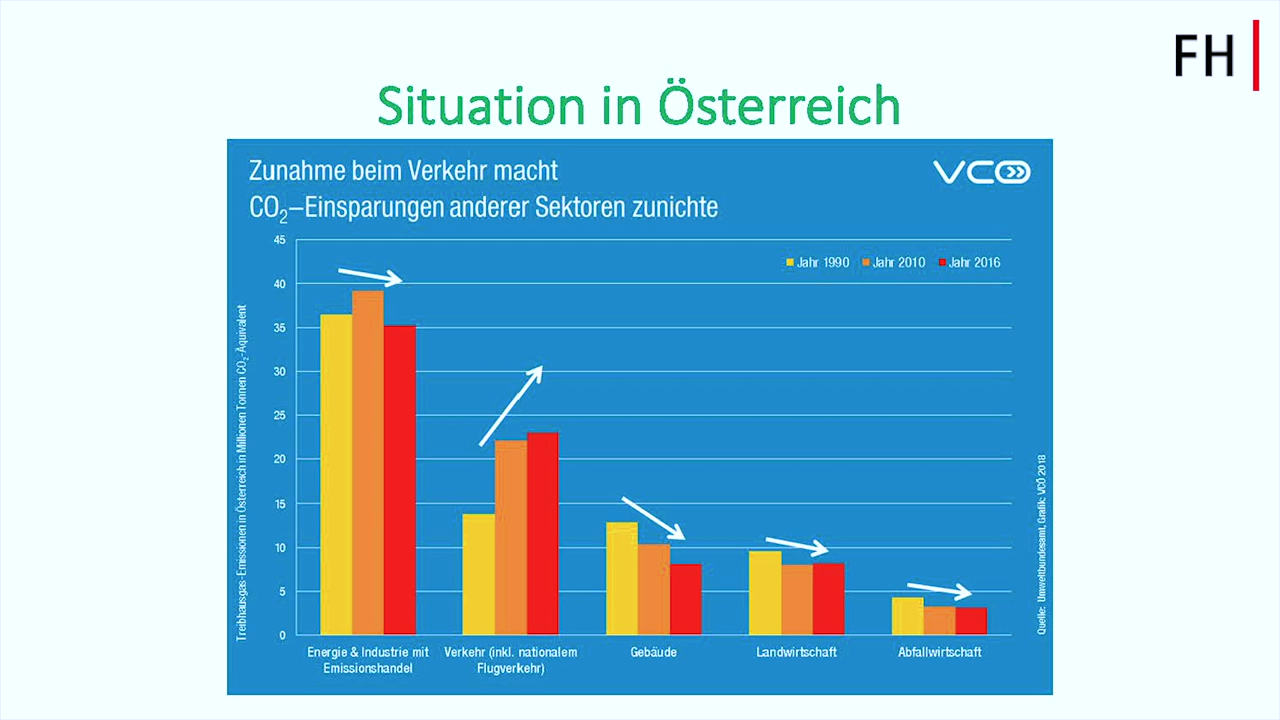 FH
Situation in Österreich
Zunahme beim Verkehr macht
CO₂–Einsparungen anderer Sektoren zunichte
VCÖ
Treibhausgas-Emissionen in Österreich in Millionen Tonnen CO₂-Äquivalent
45
40
35
30
25
20
15
10
5
0
Jahr 1990 Jahr 2010 Jahr 2016
Energie & Industrie mit
Emissionshandel
Verkehr (inkl. nationalem
Flugverkehr)
Gebäude
Landwirtschaft
Abfallwirtschaft
Quelle: Umweltbundesamt, Grafik: VCÖ 2018